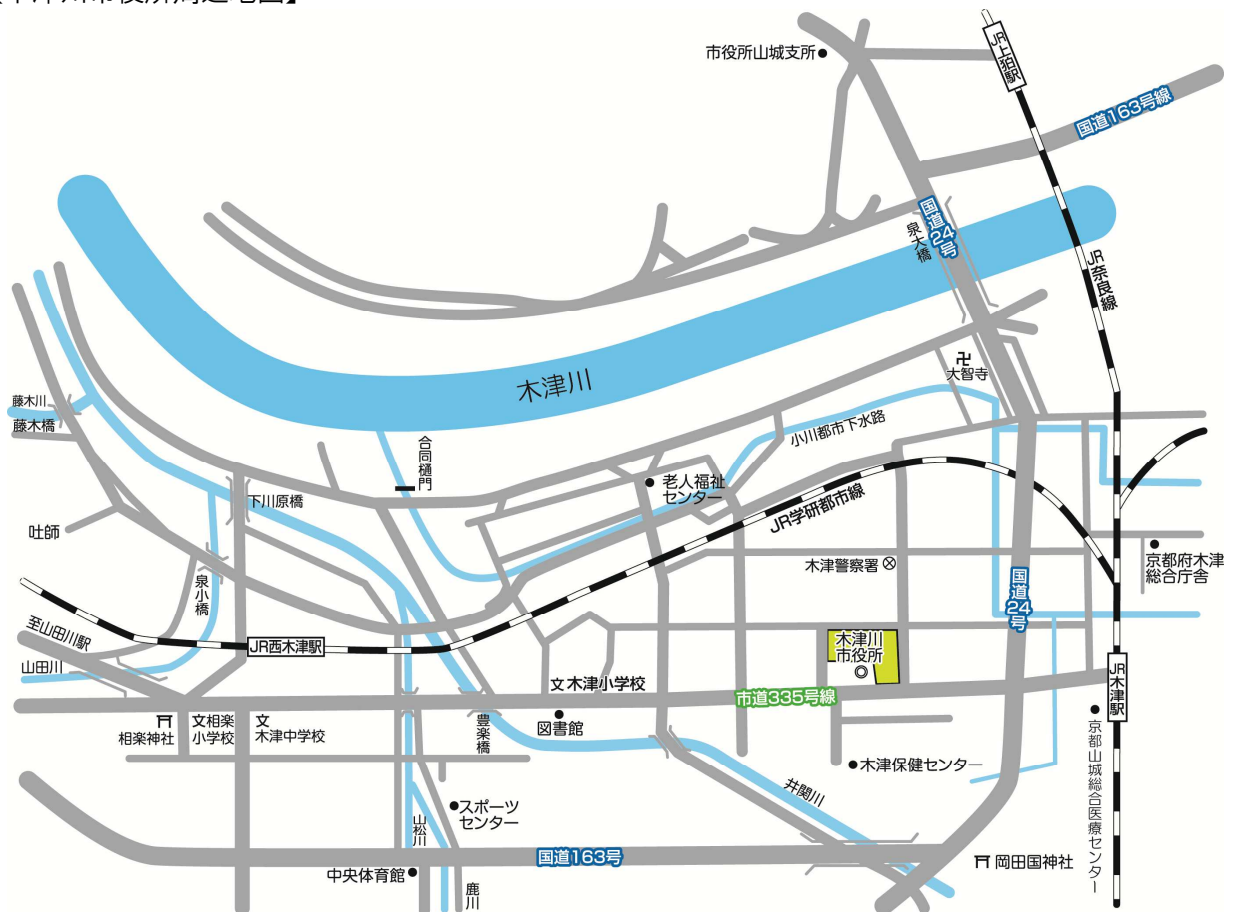 市役所山城支所
JR上狛駅
国道163号線
国道24号
泉大橋
JR奈良線
木津川
大智寺
藤木川
藤木橋
合同樋門
小川都市下水路
老人福祉
センター
下川原橋
JR学研都市線
吐師
木津警察署
京都府木津
総合庁舎
泉小橋
国道24号
至山田川駅
JR西木津駅
木津川
市役所
山田川
文木津小学校
市道335号線
JR木津駅
相楽神社
文相楽
小学校
文
木津中学校
豊楽橋
図書館
木津保健センター
京都山城総合医療センター
井関川
スポーツ
センター
山松川
国道163号
岡田国神社
中央体育館
鹿川